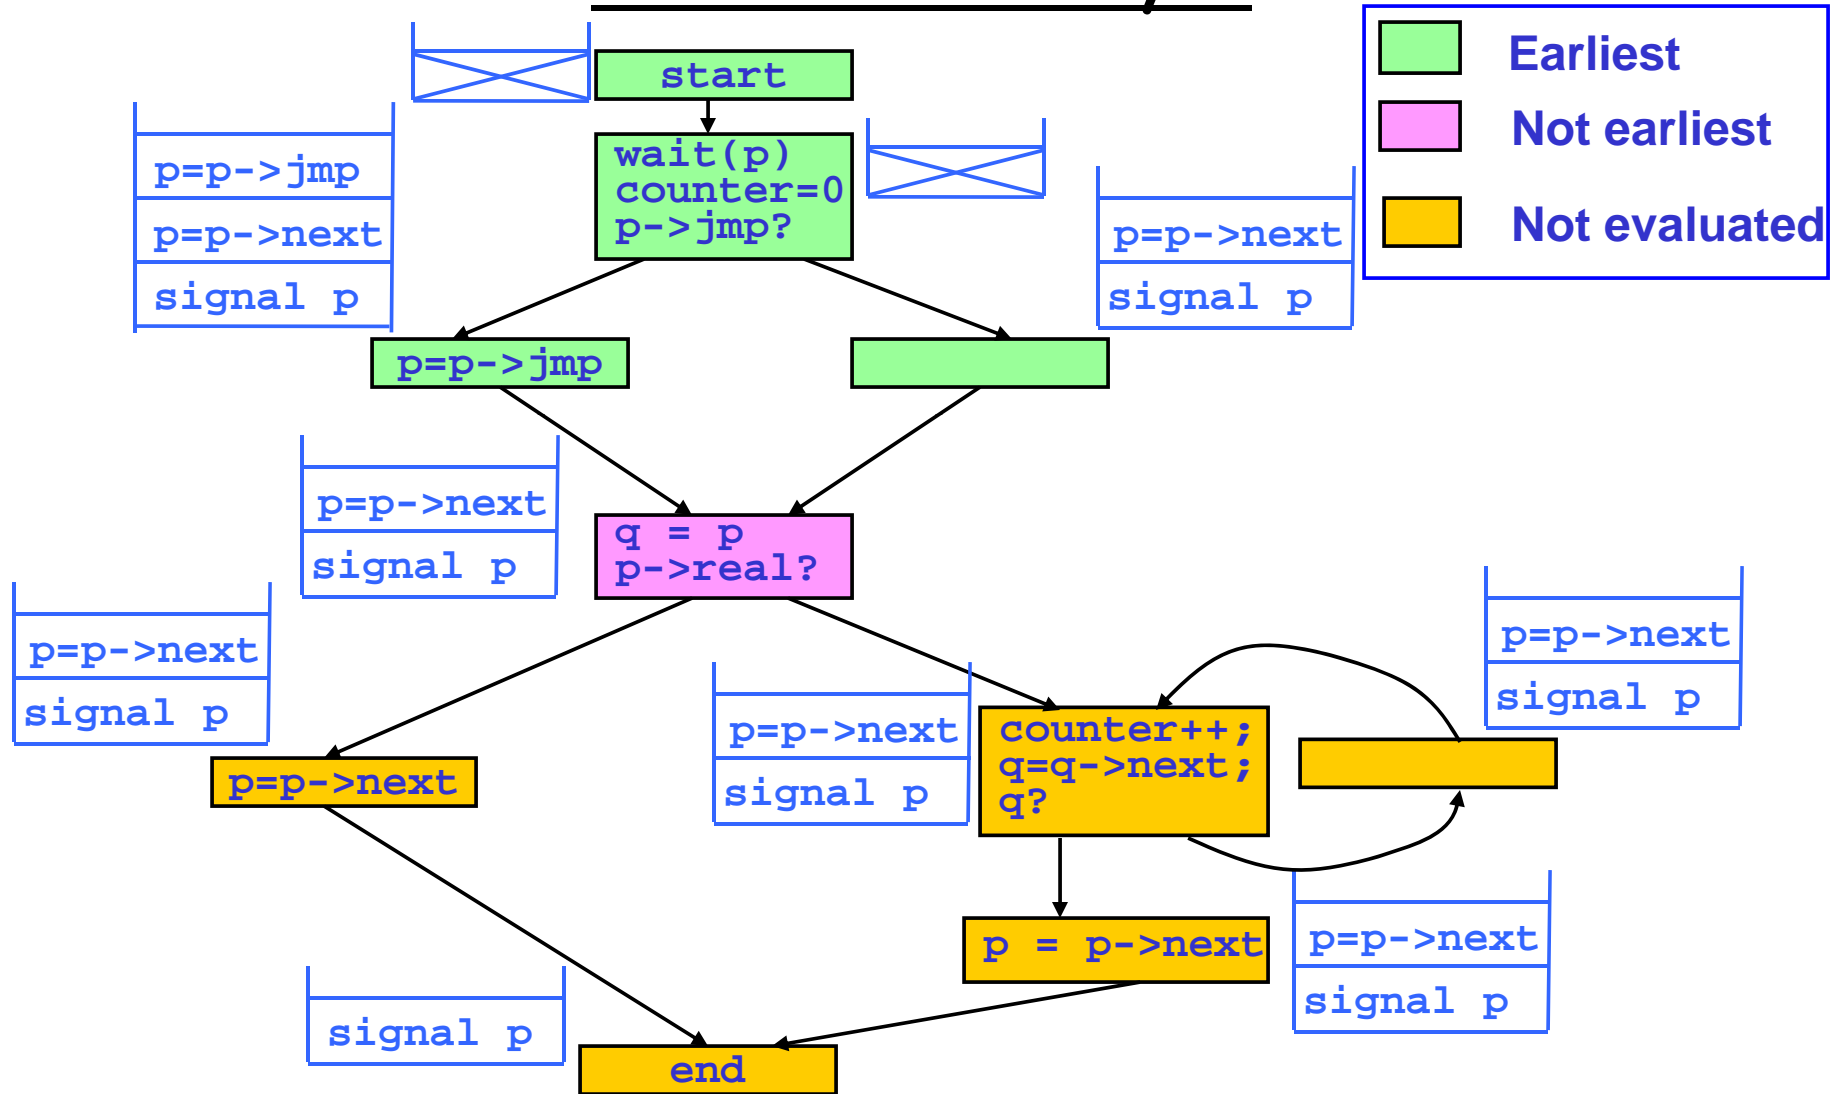 start
Earliest
Not earliest
Not evaluated
wait(p)
counter=0
p->jmp?
p=p->jmp
p=p->next
signal p
p=p->next
signal p
p=p->jmp
p=p->next
signal p
q = p
p->real?
p=p->next
signal p
p=p->next
signal p
p=p->next
signal p
p=p->next
counter++;
q=q->next;
q?
p = p->next
p=p->next
signal p
signal p
end